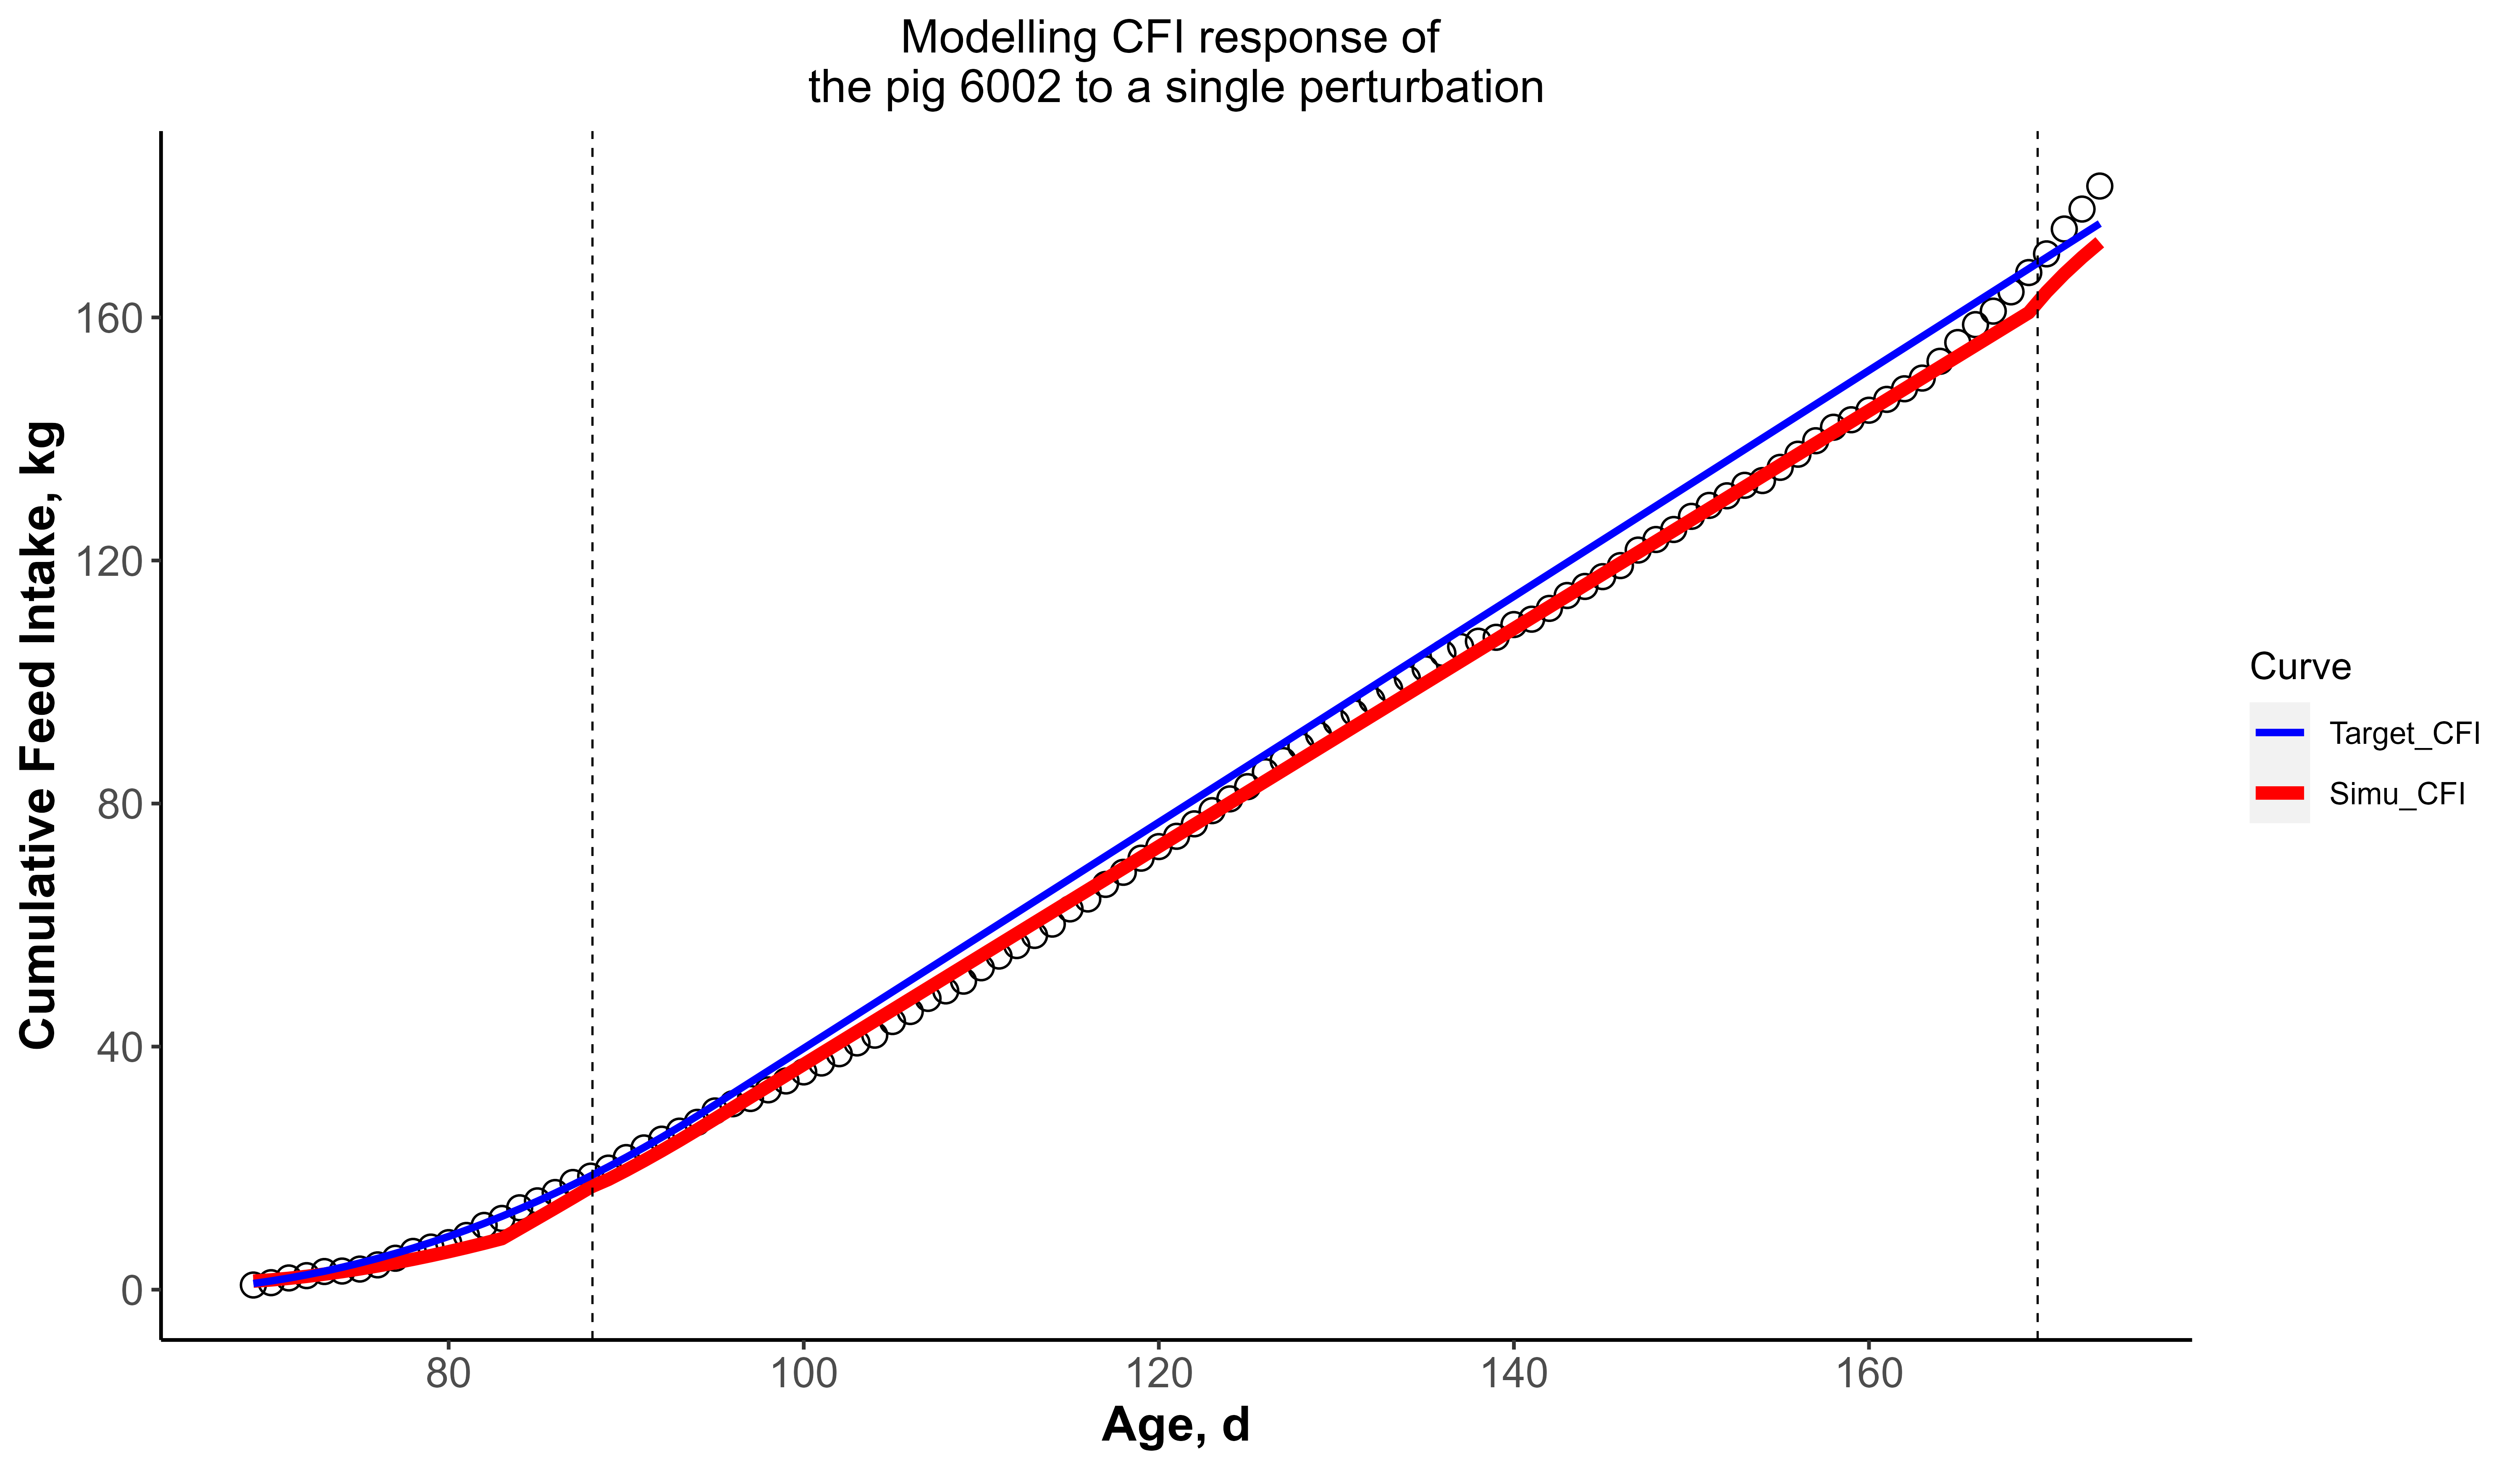 Modelling CFI response of
the pig 6002 to a single perturbation
Cumulative Feed Intake, kg
160
120
80
40
0
80
100
120
140
160
Age, d
Curve
Target_CFI
Simu_CFI